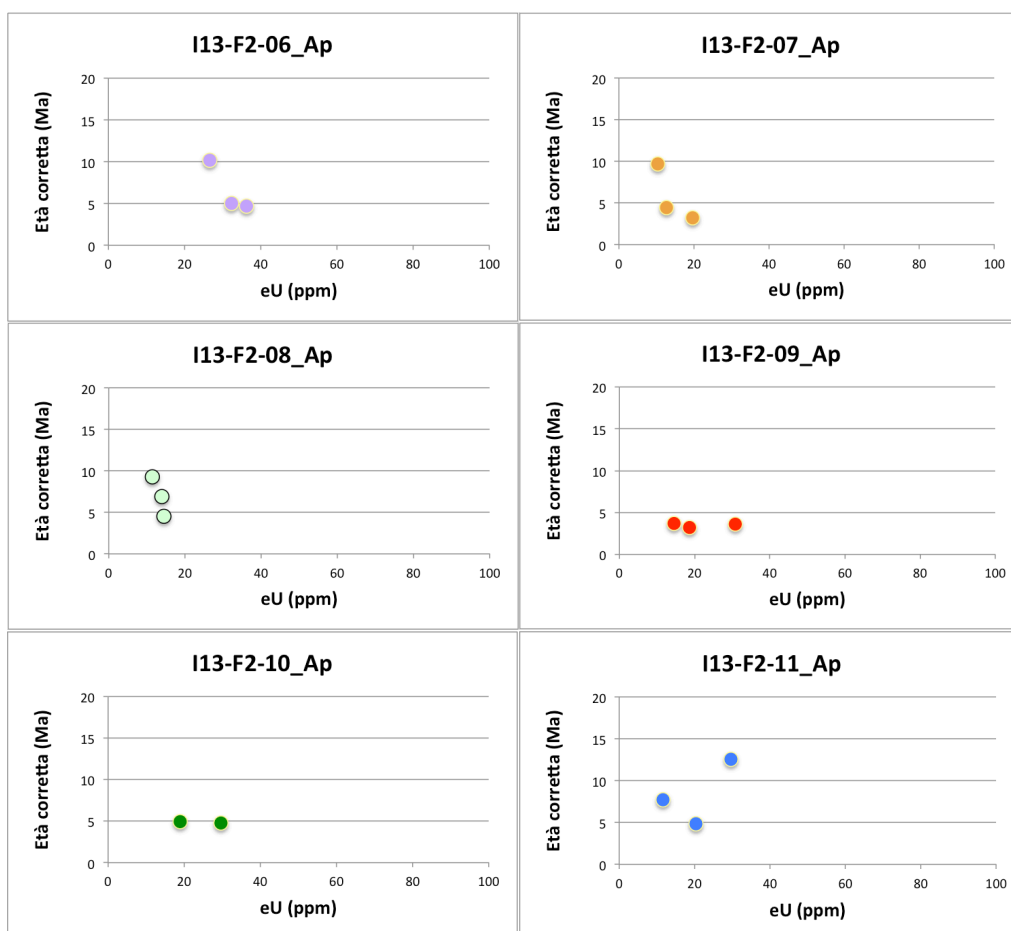 I13-F2-06_Ap
Età corretta (Ma)
20
15
10
5
0
0 20 40 60 80 100
eU (ppm)
I13-F2-07_Ap
Età corretta (Ma)
20
15
10
5
0
0 20 40 60 80 100
eU (ppm)
I13-F2-08_Ap
Età corretta (Ma)
20
15
10
5
0
0 20 40 60 80 100
eU (ppm)
I13-F2-09_Ap
Età corretta (Ma)
20
15
10
5
0
0 20 40 60 80 100
eU (ppm)
I13-F2-10_Ap
Età corretta (Ma)
20
15
10
5
0
0 20 40 60 80 100
eU (ppm)
I13-F2-11_Ap
Età corretta (Ma)
20
15
10
5
0
0 20 40 60 80 100
eU (ppm)